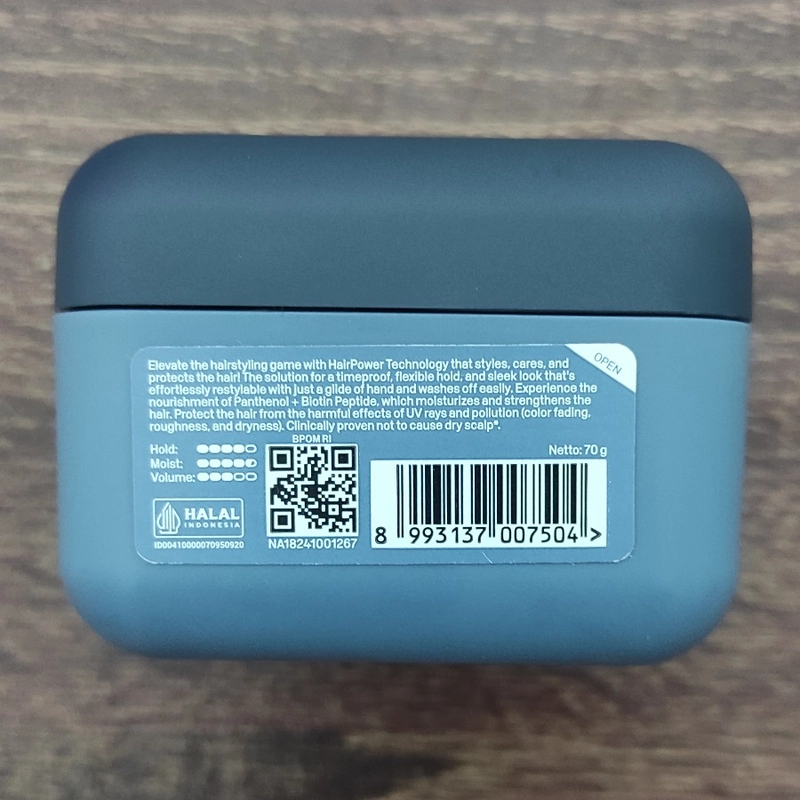 Elevate the hairstyling game with HairPower Technology that styles, cares, and
protects the hair! The solution for a timeproof, flexible hold, and sleek look that's
effortlessly restylable with just a glide of hand and washes off easily. Experience the
nourishment of Panthenol + Biotin Peptide, which moisturizes and strengthens the
hair. Protect the hair from the harmful effects of UV rays and pollution (color fading,
roughness, and dryness). Clinically proven not to cause dry scalp*.
OPEN
BPOM RI
Hold:
Moist:
Volume:
Netto: 70 g
HALAL
INDONESIA
ID00410000070950920
NA18241001267
8 993137 007504 >